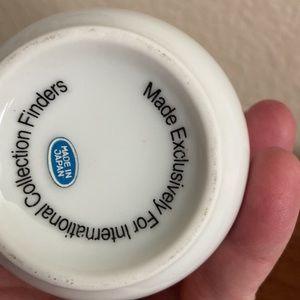 Made Exclusively For International Collection Finders
MADE IN
JAPAN